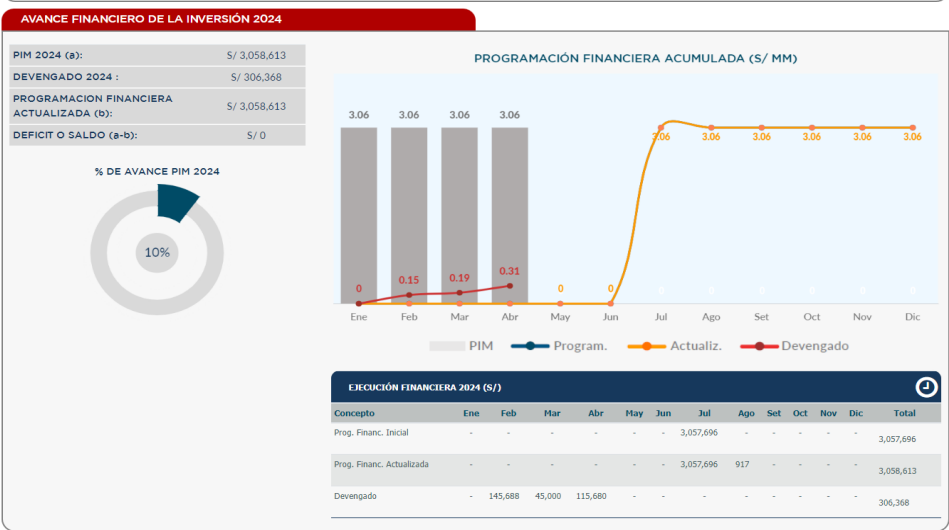 AVANCE FINANCIERO DE LA INVERSIÓN 2024
PIM 2024 (a): S/ 3,058,613
DEVENGADO 2024 : S/ 306,368
PROGRAMACION FINANCIERA
ACTUALIZADA (b): S/ 3,058,613
DEFICIT O SALDO (a-b): S/ 0
% DE AVANCE PIM 2024
10%
PROGRAMACIÓN FINANCIERA ACUMULADA (S/ MM)
3.06 3.06 3.06 3.06
3.06 3.06 3.06 3.06 3.06 3.06
0 0.15 0.19 0.31 0 0 0 0 0 0 0 0
Ene Feb Mar Abr May Jun Jul Ago Set Oct Nov Dic
PIM Program. Actualiz. Devengado
EJECUCIÓN FINANCIERA 2024 (S/)
Concepto Ene Feb Mar Abr May Jun Jul Ago Set Oct Nov Dic Total
Prog. Financ. Inicial - - - - - - 3,057,696 - - - - - 3,057,696
Prog. Financ. Actualizada - - - - - - 3,057,696 917 - - - - 3,058,613
Devengado - 145,688 45,000 115,680 - - - - - - - - 306,368